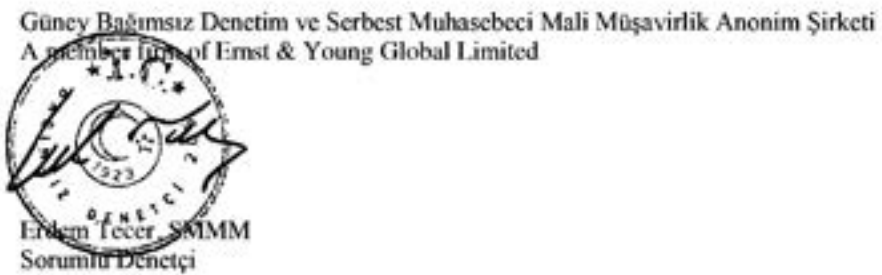 Güney Bağımsız Denetim ve Serbest Muhasebeci Mali Müşavirlik Anonim Şirketi
A member firm of Ernst & Young Global Limited
T.C.
1923
DENETÇİ
Erdem Tecer, SMMM
Sorumlu Denetçi